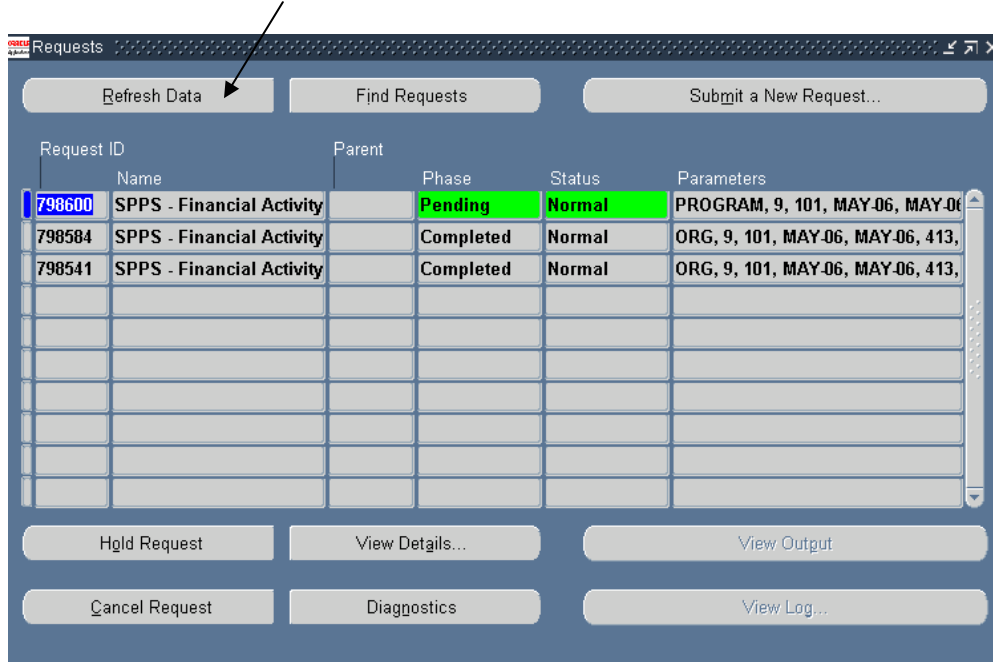 ORACLE
Requests
Refresh Data Find Requests Submit a New Request...
Request ID Parent
Name Phase Status Parameters
798600 SPPS - Financial Activity Pending Normal PROGRAM, 9, 101, MAY-06, MAY-06
798584 SPPS - Financial Activity Completed Normal ORG, 9, 101, MAY-06, MAY-06, 413,
798541 SPPS - Financial Activity Completed Normal ORG, 9, 101, MAY-06, MAY-06, 413,
Hold Request View Details... View Output
Cancel Request Diagnostics View Log...